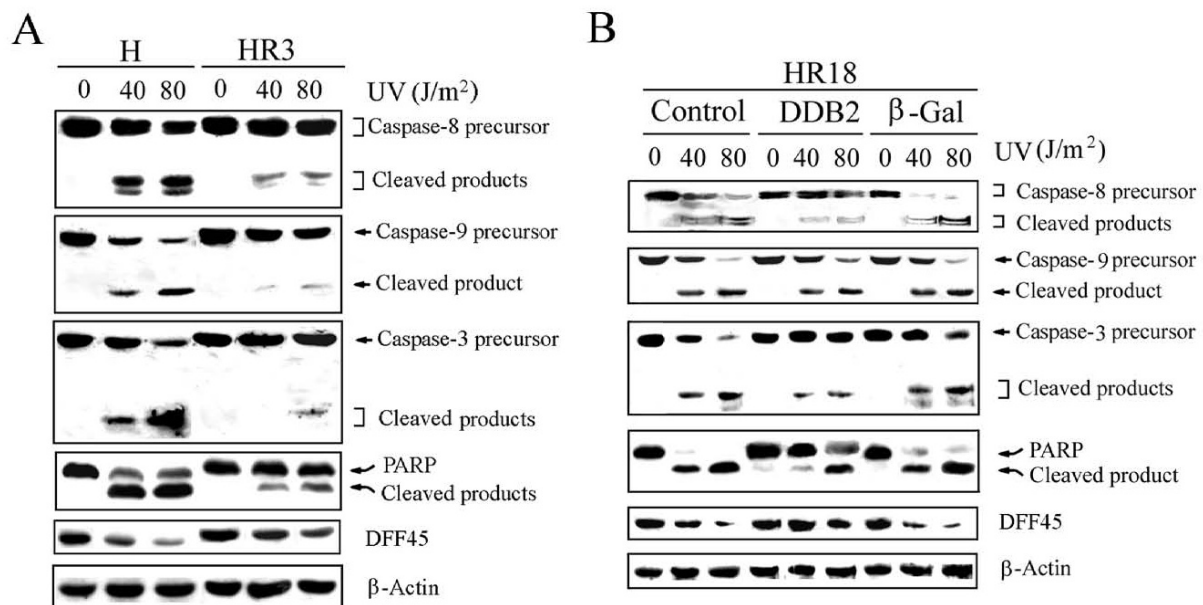 A
H HR3
0 40 80 0 40 80 UV (J/m²)
Caspase-8 precursor
Cleaved products
Caspase-9 precursor
Cleaved product
Caspase-3 precursor
Cleaved products
PARP
Cleaved products
DFF45
β-Actin
B
HR18
Control DDB2 β-Gal
0 40 80 0 40 80 0 40 80 UV (J/m²)
Caspase-8 precursor
Cleaved products
Caspase-9 precursor
Cleaved product
Caspase-3 precursor
Cleaved products
PARP
Cleaved product
DFF45
β-Actin